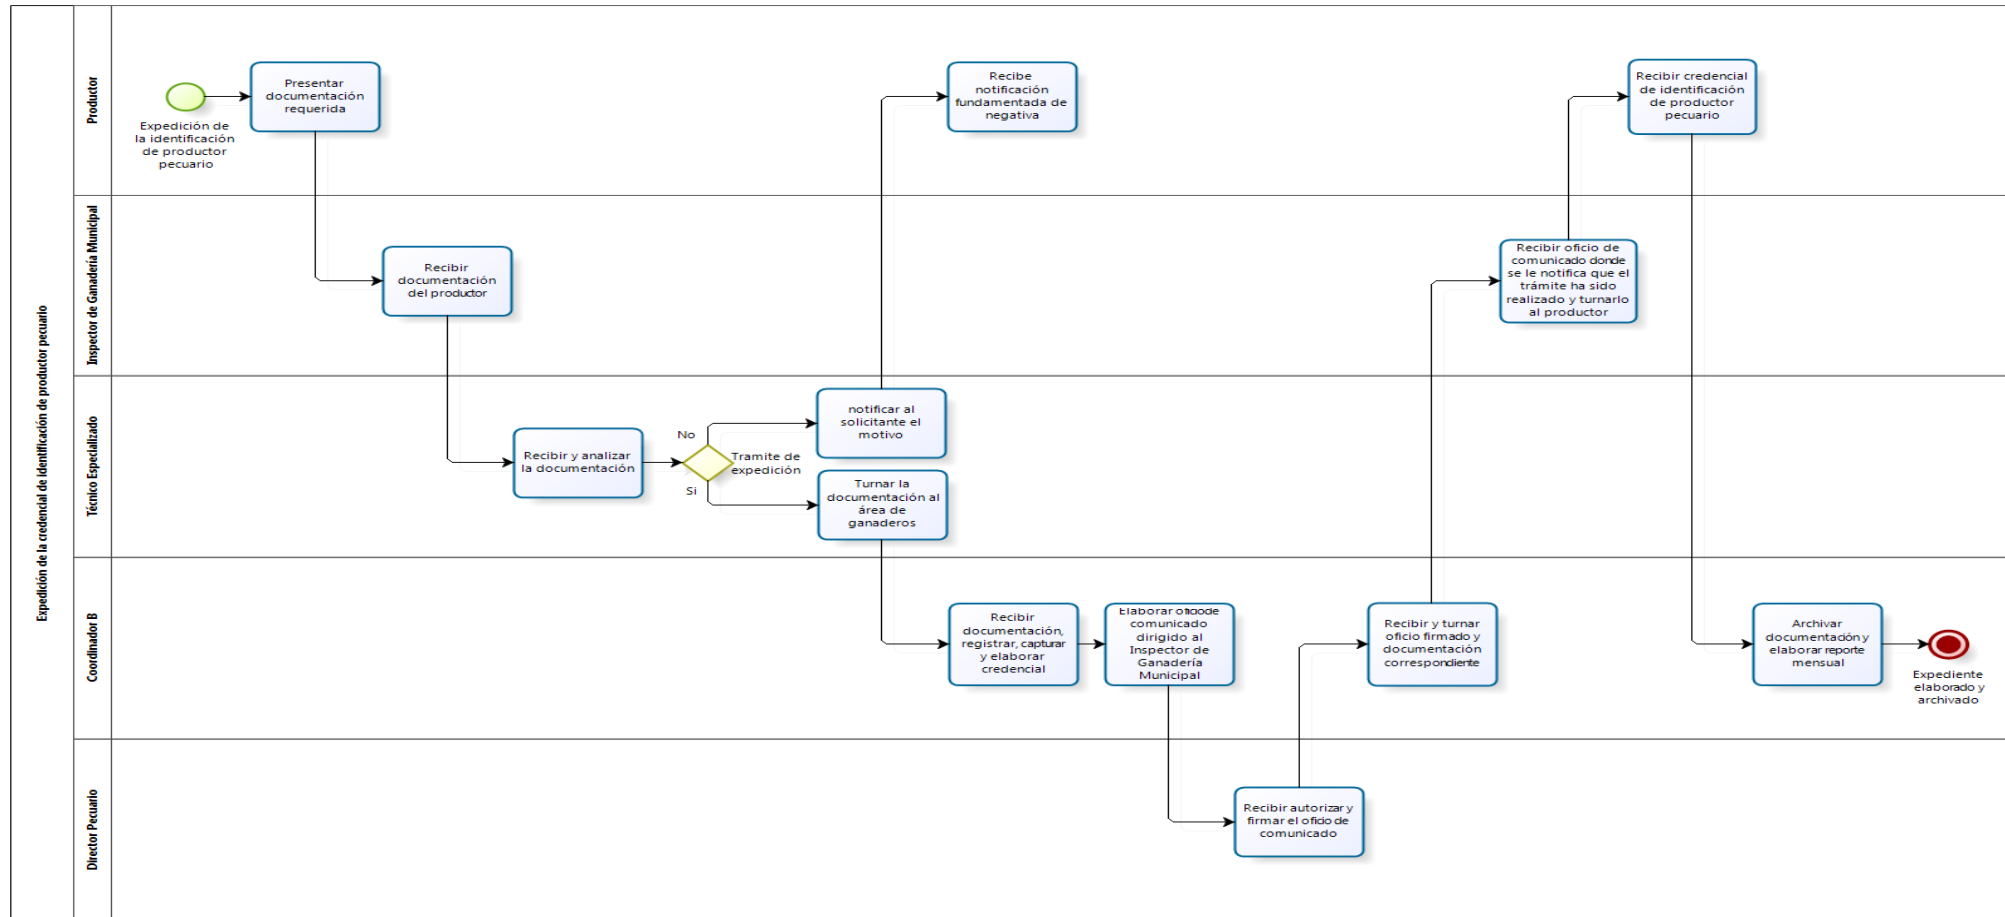 Expedición de la credencial de identificación de productor pecuario
Productor
Expedición de
la identificación
de productor
pecuario
Presentar
documentación
requerida
Recibe
notificación
fundamentada de
negativa
Recibir credencial
de identificación
de productor
pecuario
Inspector de Ganadería Municipal
Recibir
documentación
del productor
Recibir oficio de
comunicado donde
se le notifica que el
trámite ha sido
realizado y turnarlo
al productor
Técnico Especializado
Recibir y analizar
la documentación
No
Si
Tramite de
expedición
notificar al
solicitante el
motivo
Turnar la
documentación al
área de
ganaderos
Coordinador B
Recibir
documentación,
registrar, capturar
y elaborar
credencial
Elaborar oficio de
comunicado
dirigido al
Inspector de
Ganadería
Municipal
Recibir y turnar
oficio firmado y
documentación
correspondiente
Archivar
documentación y
elaborar reporte
mensual
Expediente
elaborado y
archivado
Director Pecuario
Recibir autorizar y
firmar el oficio de
comunicado